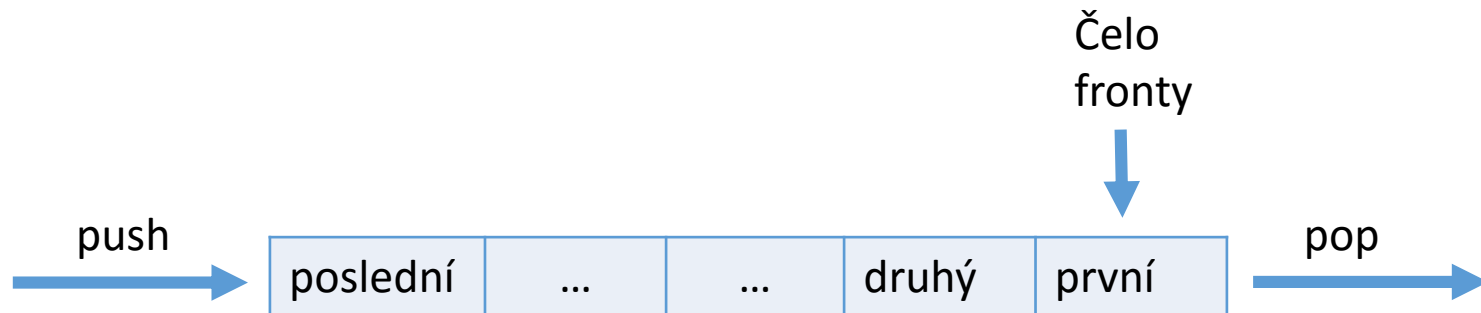 Čelo
fronty
push
pop
poslední … … druhý první